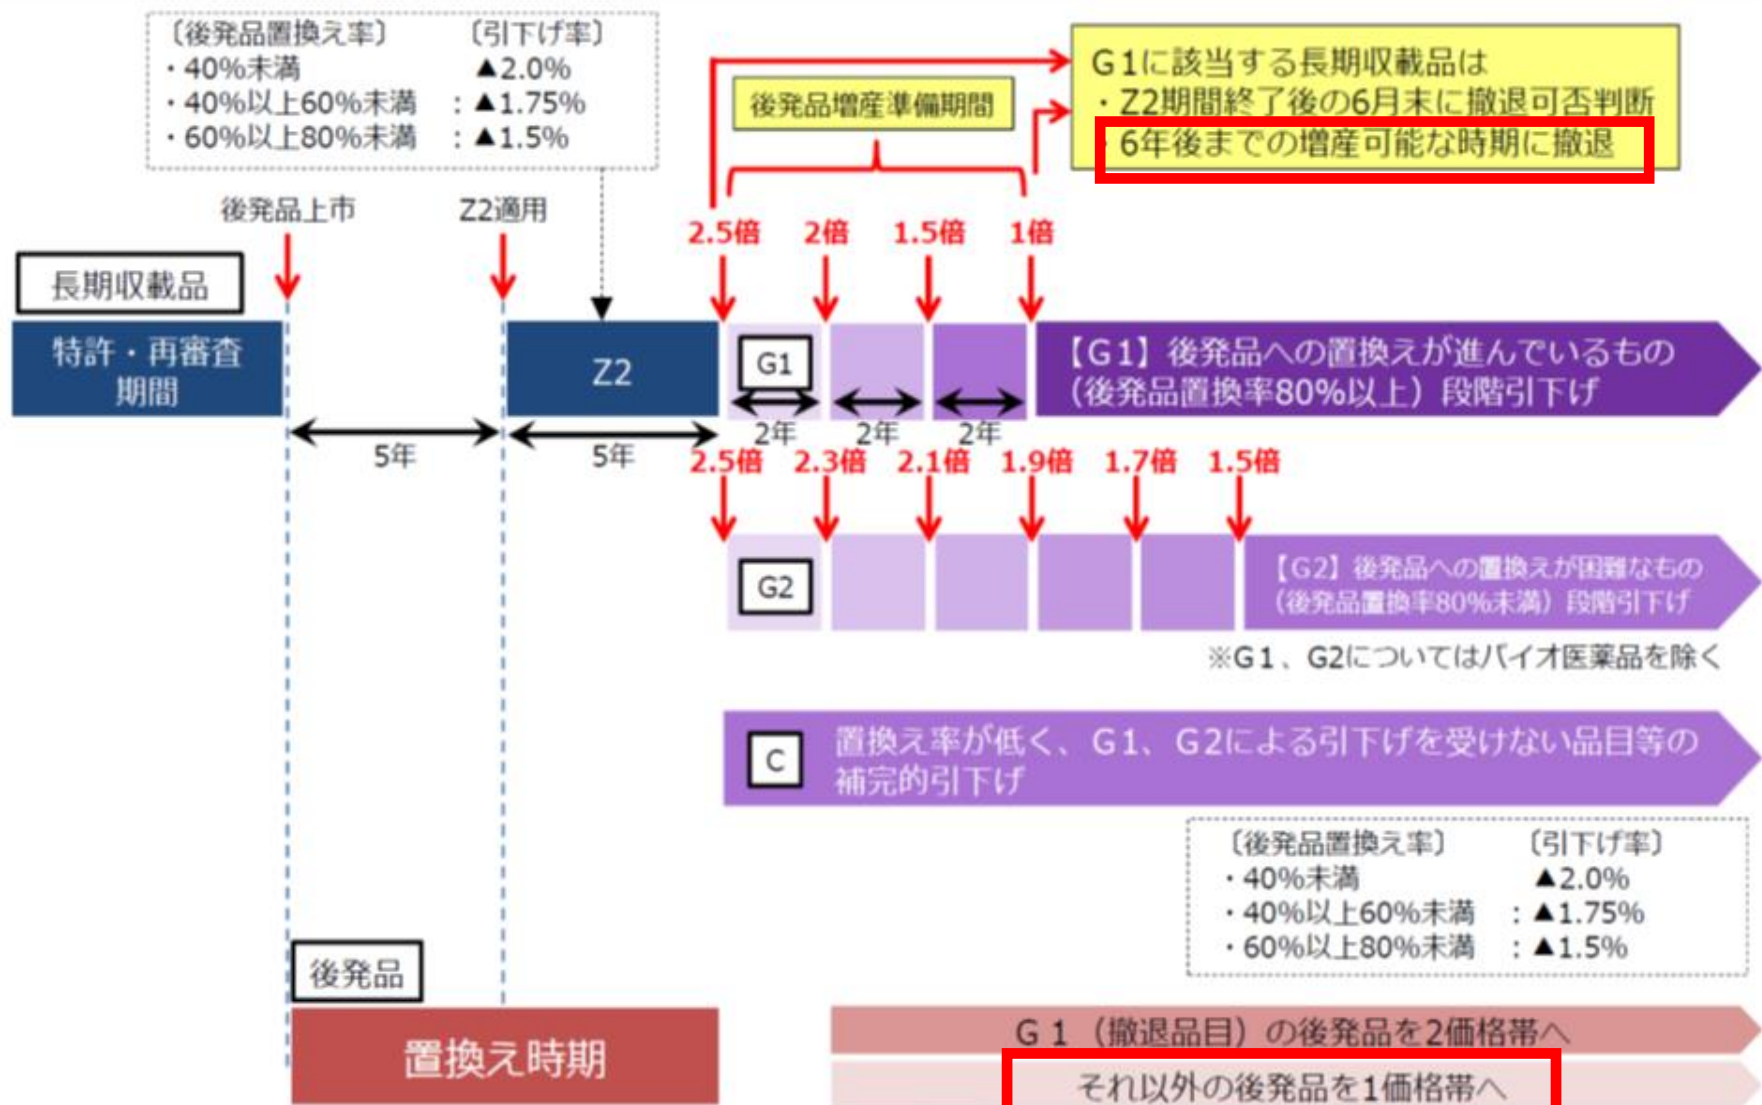 〔後発品置換え率〕 〔引下げ率〕
・40%未満 ▲2.0%
・40%以上60%未満 : ▲1.75%
・60%以上80%未満 : ▲1.5%
後発品増産準備期間
G1に該当する長期収載品は
・Z2期間終了後の6月末に撤退可否判断
・6年後までの増産可能な時期に撤退
後発品上市
Z2適用
2.5倍 2倍 1.5倍 1倍
長期収載品
特許・再審査
期間
Z2
G1
【G1】後発品への置換えが進んでいるもの
（後発品置換率80%以上）段階引下げ
5年 5年 2年 2年 2年
2.5倍 2.3倍 2.1倍 1.9倍 1.7倍 1.5倍
G2
【G2】後発品への置換えが困難なもの
（後発品置換率80%未満）段階引下げ
※G1、G2についてはバイオ医薬品を除く
C
置換え率が低く、G1、G2による引下げを受けない品目等の
補完的引下げ
〔後発品置換え率〕 〔引下げ率〕
・40%未満 ▲2.0%
・40%以上60%未満 : ▲1.75%
・60%以上80%未満 : ▲1.5%
後発品
置換え時期
G1（撤退品目）の後発品を2価格帯へ
それ以外の後発品を1価格帯へ